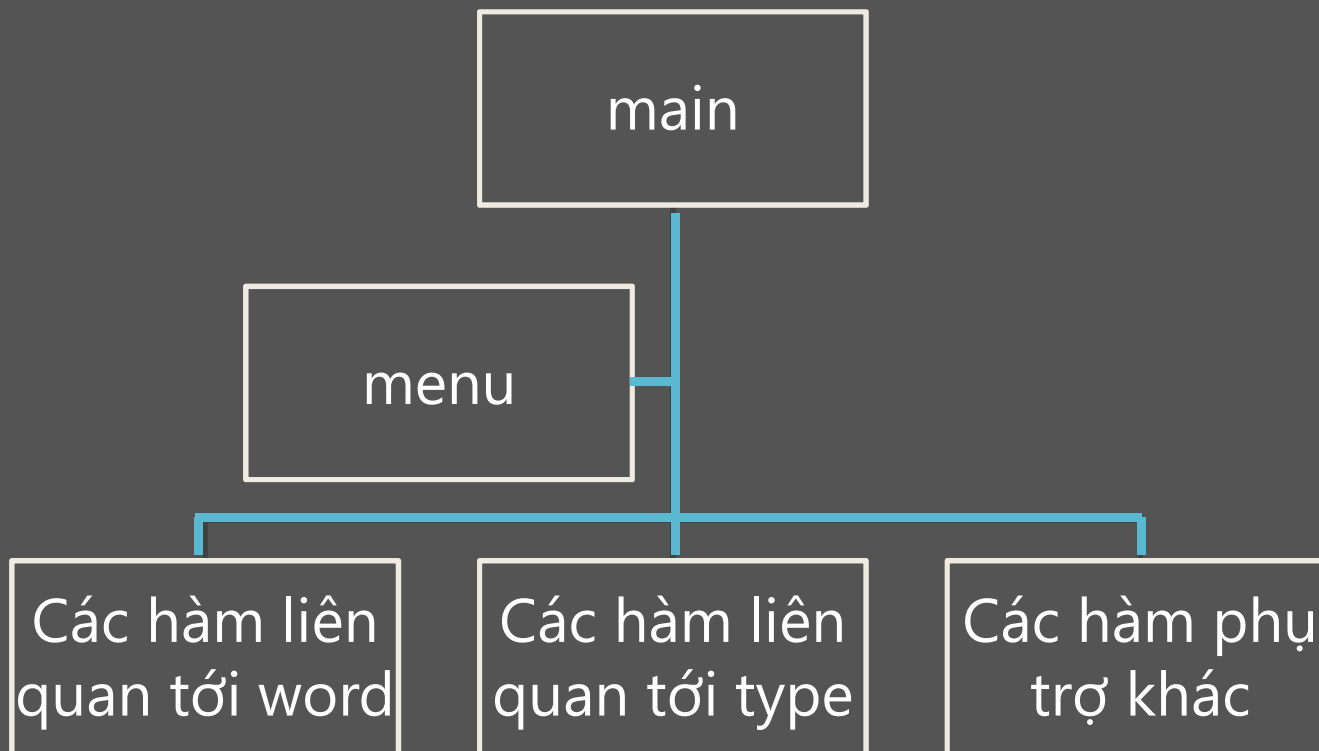 main
menu
Các hàm liên
quan tới word
Các hàm liên
quan tới type
Các hàm phụ
trợ khác